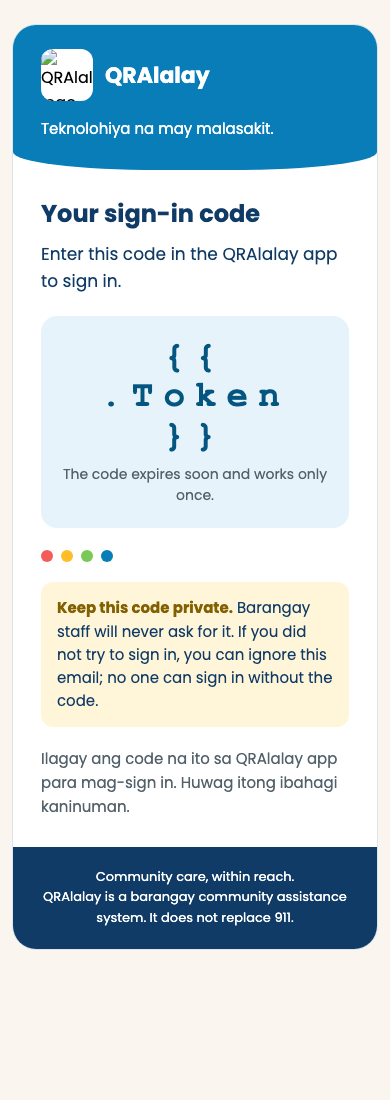 QRAlal
QRAlalay
Teknolohiya na may malasakit.
Your sign-in code
Enter this code in the QRAlalay app
to sign in.
{ {
. T o k e n
} }
The code expires soon and works only
once.
Keep this code private. Barangay
staff will never ask for it. If you did
not try to sign in, you can ignore this
email; no one can sign in without the
code.
Ilagay ang code na ito sa QRAlalay app
para mag-sign in. Huwag itong ibahagi
kaninuman.
Community care, within reach.
QRAlalay is a barangay community assistance
system. It does not replace 911.